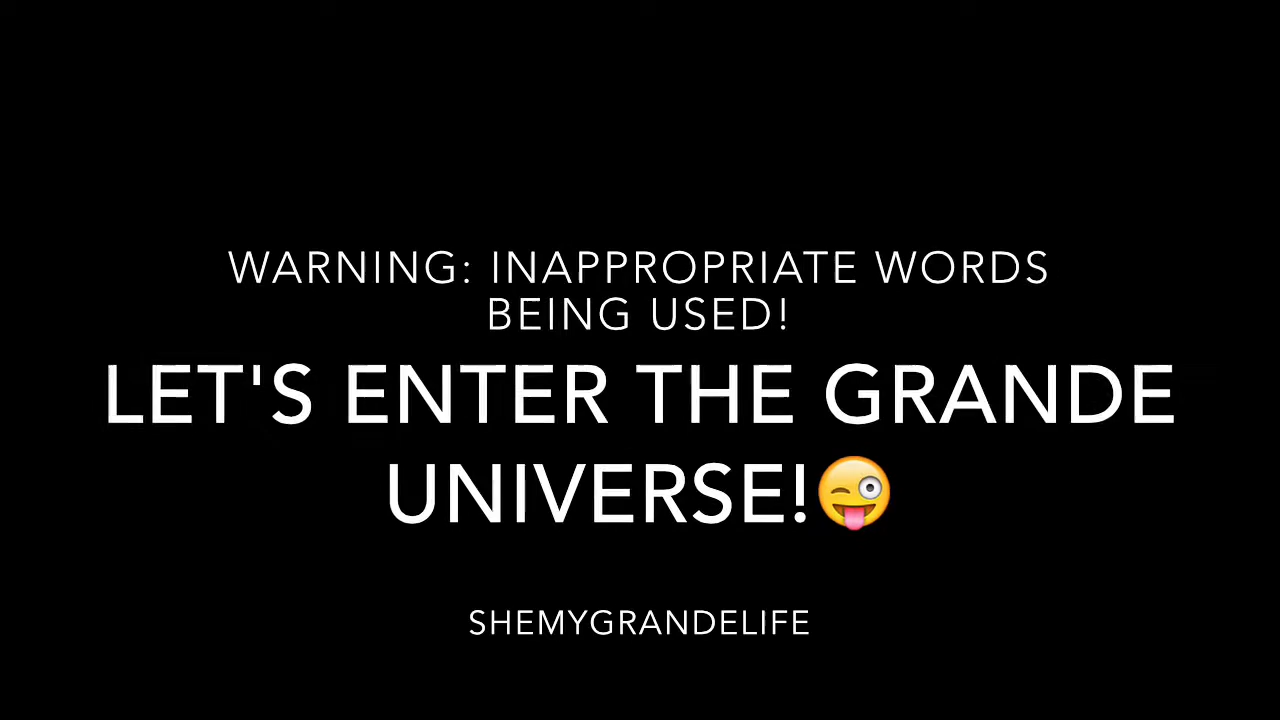 WARNING: INAPPROPRIATE WORDS
BEING USED!
LET'S ENTER THE GRANDE
UNIVERSE!😜
SHEMYGRANDELIFE